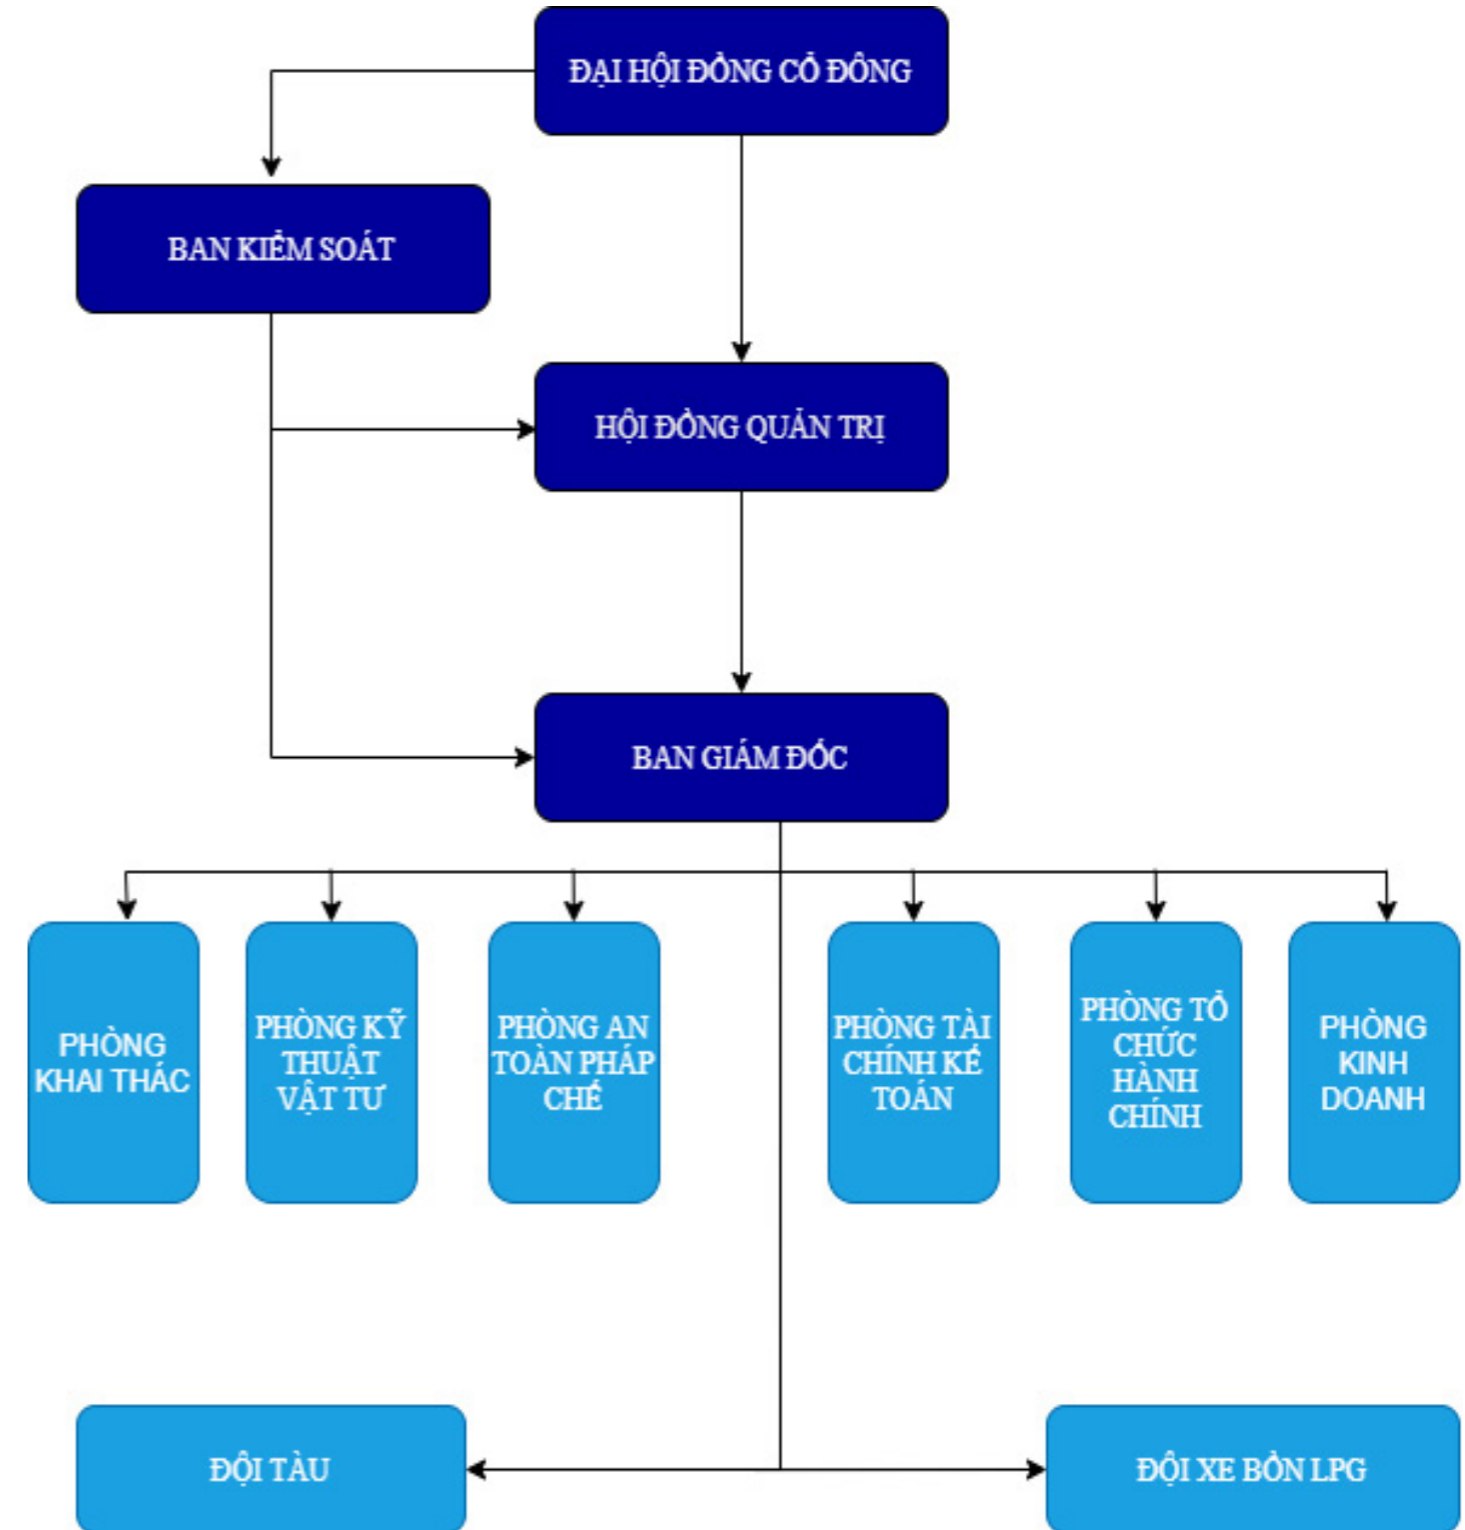 ĐẠI HỘI ĐỒNG CỔ ĐÔNG
BAN KIỂM SOÁT
HỘI ĐỒNG QUẢN TRỊ
BAN GIÁM ĐỐC
PHÒNG
KHAI THÁC
PHÒNG KỸ
THUẬT
VẬT TƯ
PHÒNG AN
TOÀN PHÁP
CHẾ
PHÒNG TÀI
CHÍNH KẾ
TOÁN
PHÒNG TỔ
CHỨC
HÀNH
CHÍNH
PHÒNG
KINH
DOANH
ĐỘI TÀU
ĐỘI XE BỒN LPG